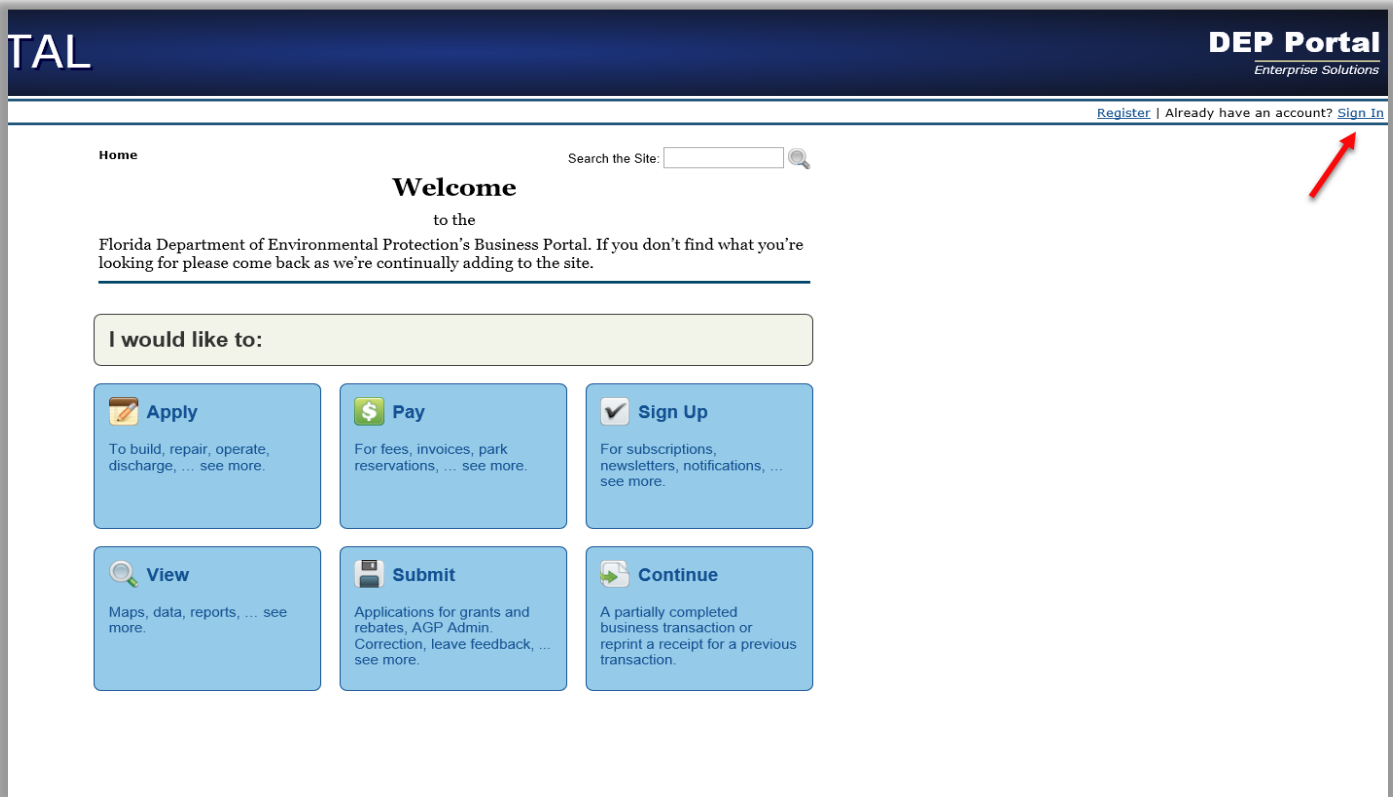 TAL
DEP Portal
Enterprise Solutions
Register | Already have an account? Sign In
Home
Search the Site:
Welcome
to the
Florida Department of Environmental Protection’s Business Portal. If you don’t find what you’re
looking for please come back as we’re continually adding to the site.
I would like to:
Apply
To build, repair, operate,
discharge, ... see more.
Pay
For fees, invoices, park
reservations, ... see more.
Sign Up
For subscriptions,
newsletters, notifications, ...
see more.
View
Maps, data, reports, ... see
more.
Submit
Applications for grants and
rebates, AGP Admin.
Correction, leave feedback, ...
see more.
Continue
A partially completed
business transaction or
reprint a receipt for a previous
transaction.